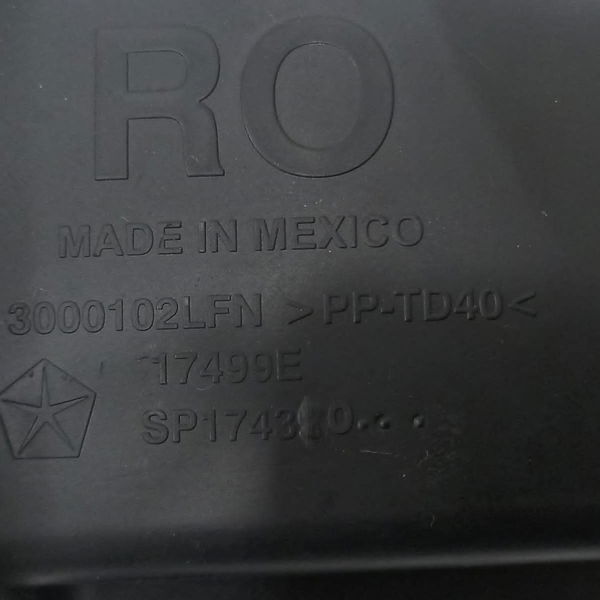 RO
MADE IN MEXICO
3000102LFN >PP-TD40<
17499E